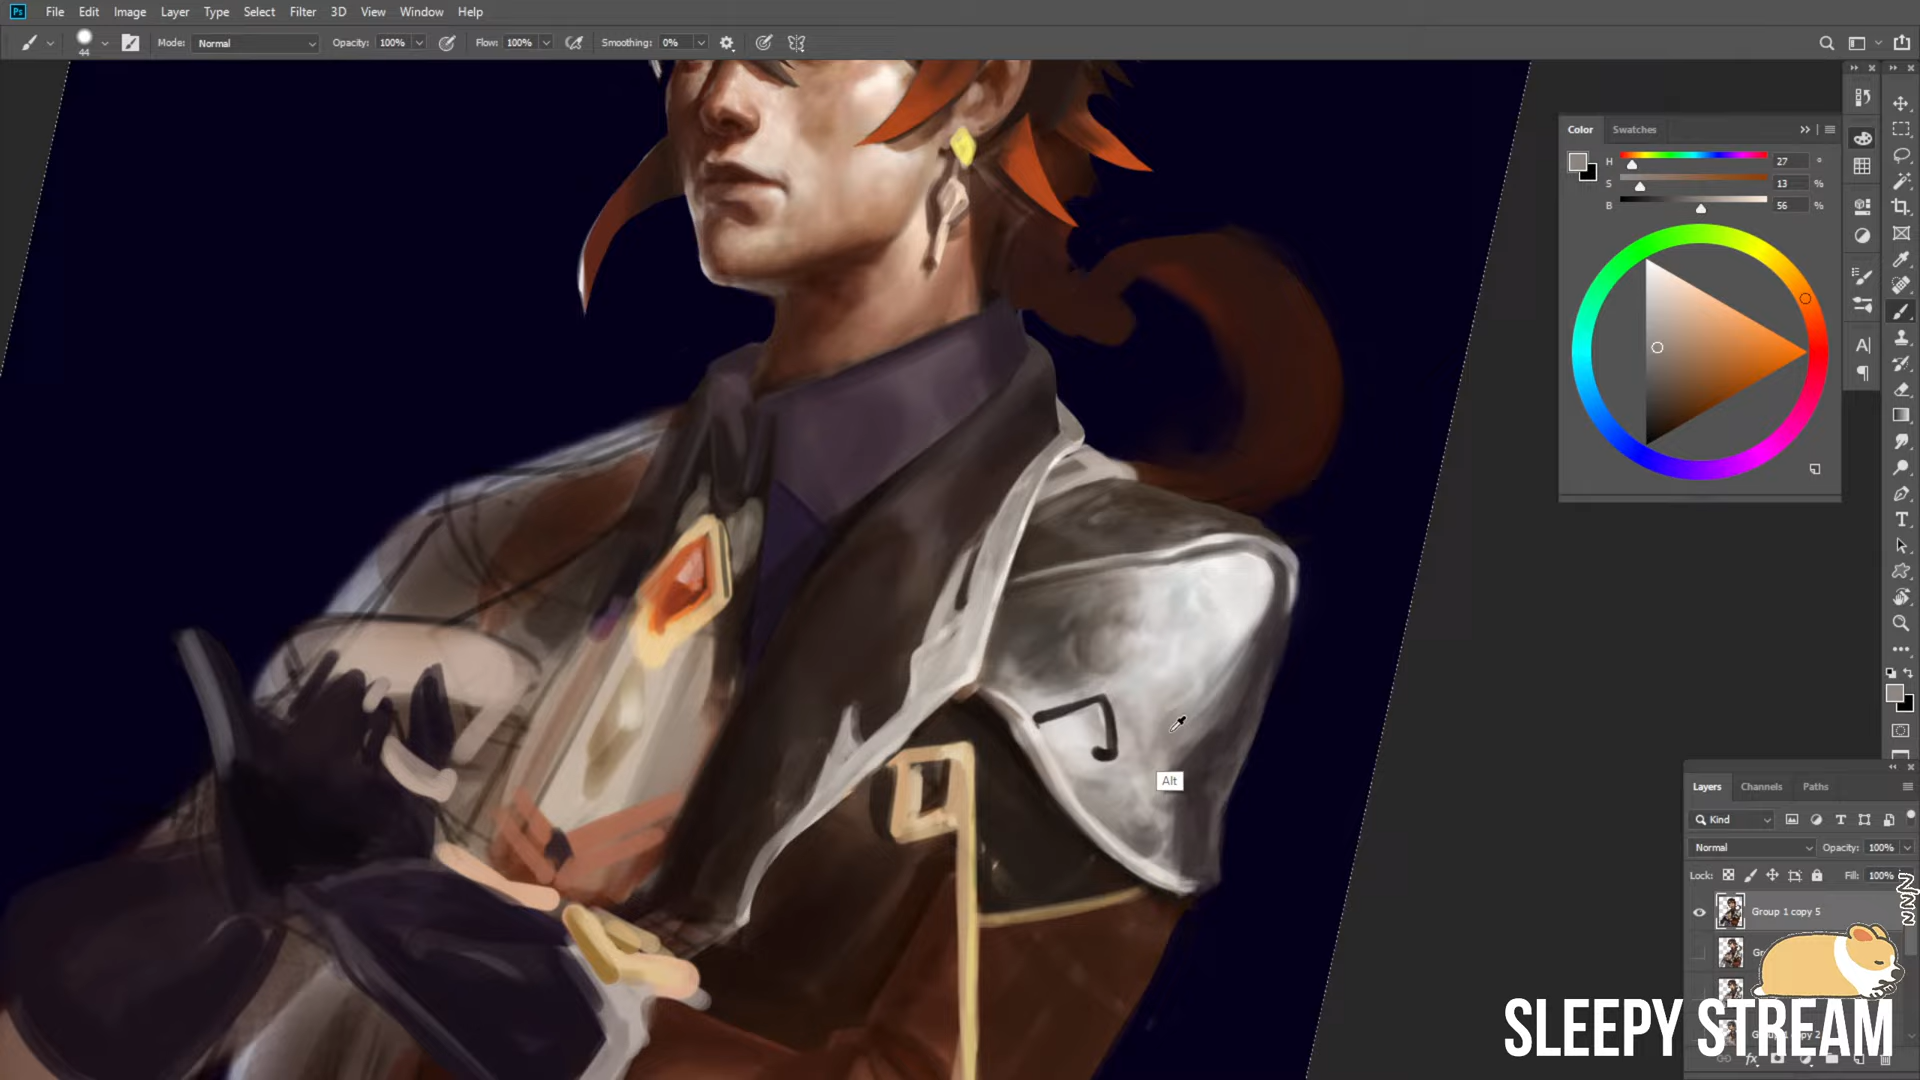 Ps File Edit Image Layer Type Select Filter 3D View Window Help
44 Mode: Normal Opacity: 100% Flow: 100% Smoothing: 0%
Color Swatches
H 27 °
S 13 %
B 56 %
Alt
Layers Channels Paths
Kind
Normal Opacity: 100%
Lock: Fill: 100%
Group 1 copy 5
SLEEPY STREAM